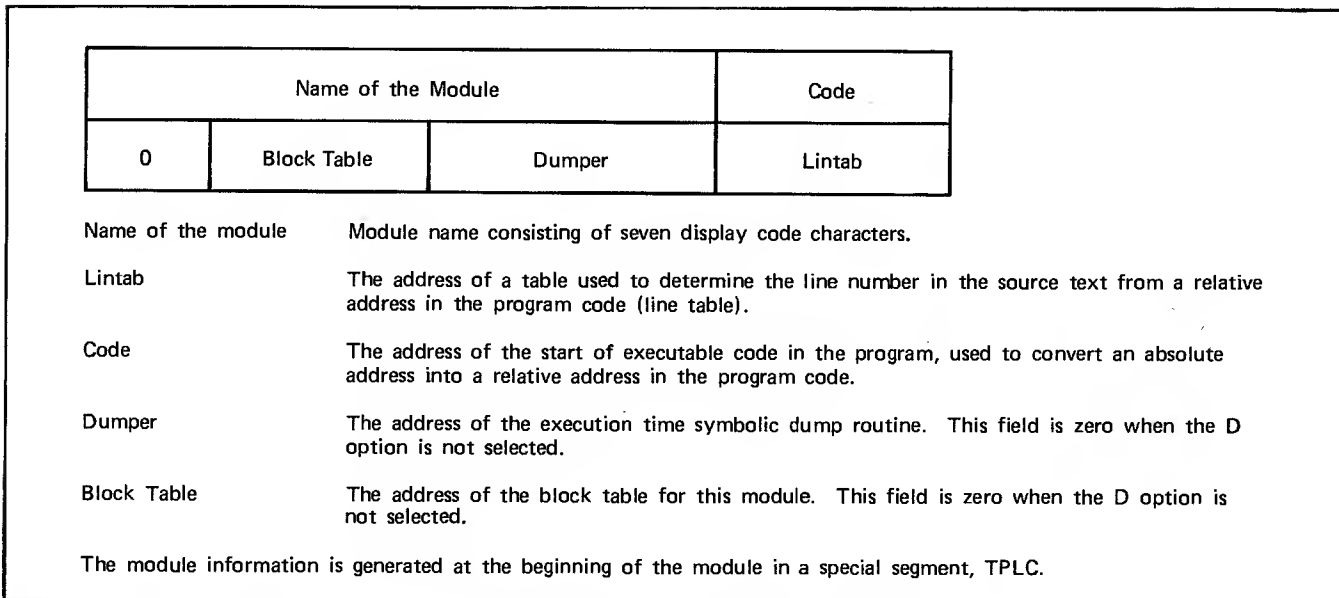 Name of the Module Code
0 Block Table Dumper Lintab
Name of the module Module name consisting of seven display code characters.
Lintab The address of a table used to determine the line number in the source text from a relative
address in the program code (line table).
Code The address of the start of executable code in the program, used to convert an absolute
address into a relative address in the program code.
Dumper The address of the execution time symbolic dump routine. This field is zero when the D
option is not selected.
Block Table The address of the block table for this module. This field is zero when the D option is
not selected.
The module information is generated at the beginning of the module in a special segment, TPLC.